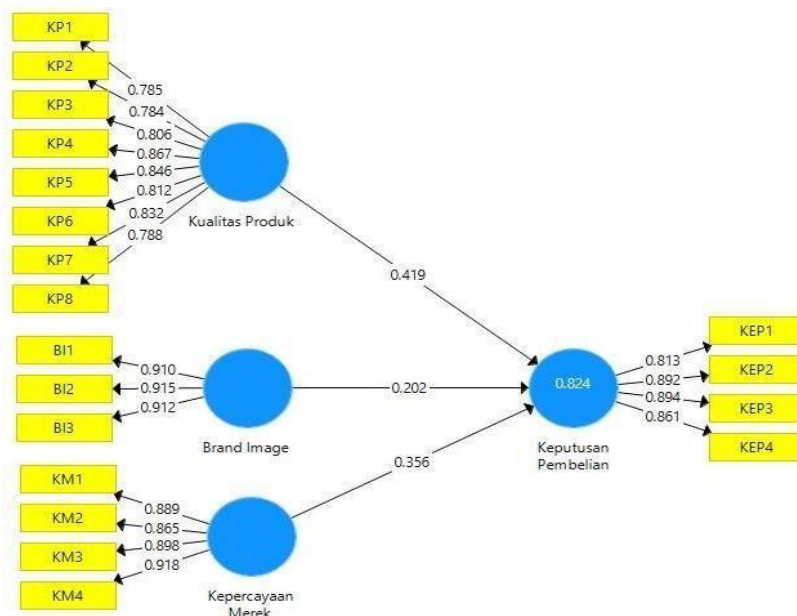 KP1
KP2
KP3
KP4
KP5
KP6
KP7
KP8
0.785
0.784
0.806
0.867
0.846
0.812
0.832
0.788
Kualitas Produk
0.419
BI1
BI2
BI3
0.910
0.915
0.912
Brand Image
0.202
KM1
KM2
KM3
KM4
0.889
0.865
0.898
0.918
Kepercayaan
Merek
0.356
0.824
Keputusan
Pembelian
0.813
0.892
0.894
0.861
KEP1
KEP2
KEP3
KEP4